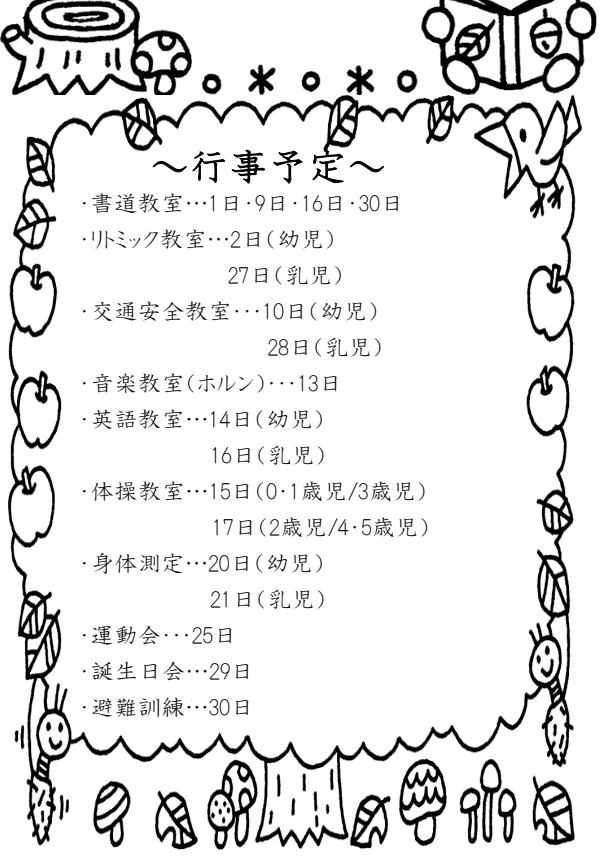 ～行事予定～
・書道教室…1日・9日・16日・30日
・リトミック教室…2日(幼児)
27日(乳児)
・交通安全教室…10日(幼児)
28日(乳児)
・音楽教室(ホルン)…13日
・英語教室…14日(幼児)
16日(乳児)
・体操教室…15日(0・1歳児/3歳児)
17日(2歳児/4・5歳児)
・身体測定…20日(幼児)
21日(乳児)
・運動会…25日
・誕生日会…29日
・避難訓練…30日